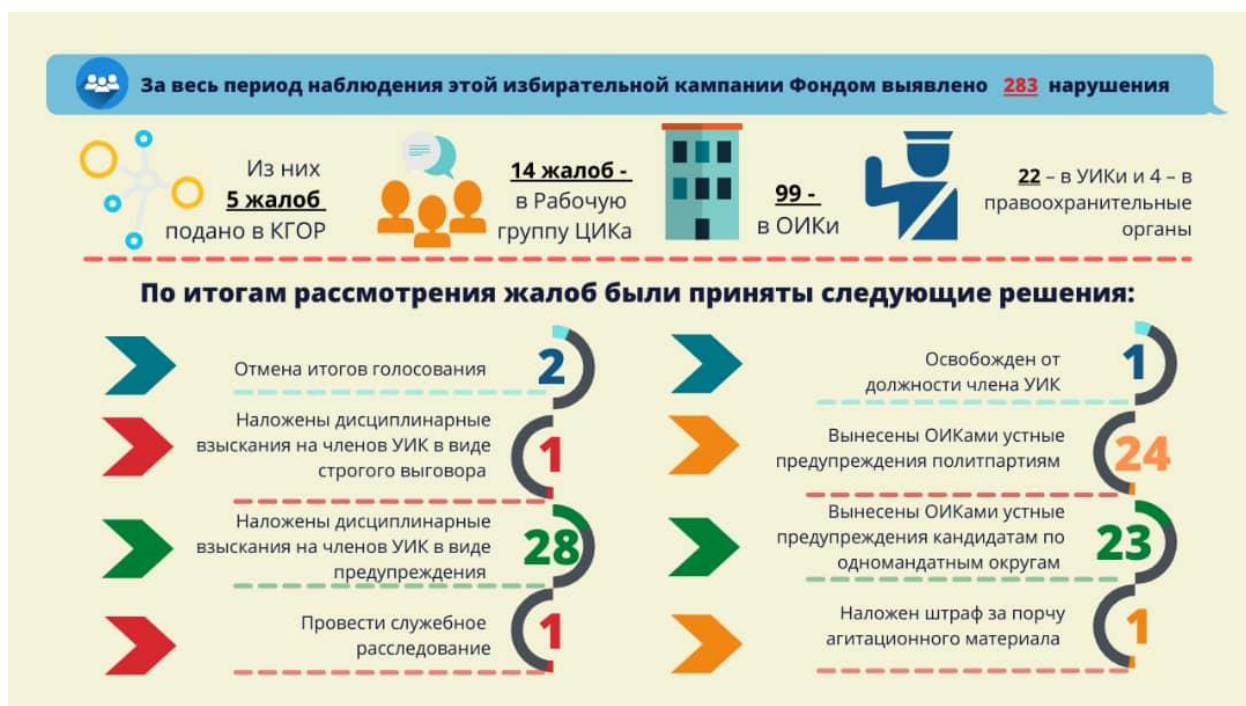 За весь период наблюдения этой избирательной кампании Фондом выявлено 283 нарушения
Из них
5 жалоб
подано в КГОР
14 жалоб -
в Рабочую
группу ЦИКа
99 -
в ОИКи
22 – в УИКи и 4 – в
правоохранительные
органы
По итогам рассмотрения жалоб были приняты следующие решения:
Отмена итогов голосования
2
Наложены дисциплинарные
взыскания на членов УИК в виде
строгого выговора
1
Наложены дисциплинарные
взыскания на членов УИК в виде
предупреждения
28
Провести служебное
расследование
1
Освобожден от
должности члена УИК
1
Вынесены ОИКами устные
предупреждения политпартиям
24
Вынесены ОИКами устные
предупреждения кандидатам по
одномандатным округам
23
Наложен штраф за порчу
агитационного материала
1